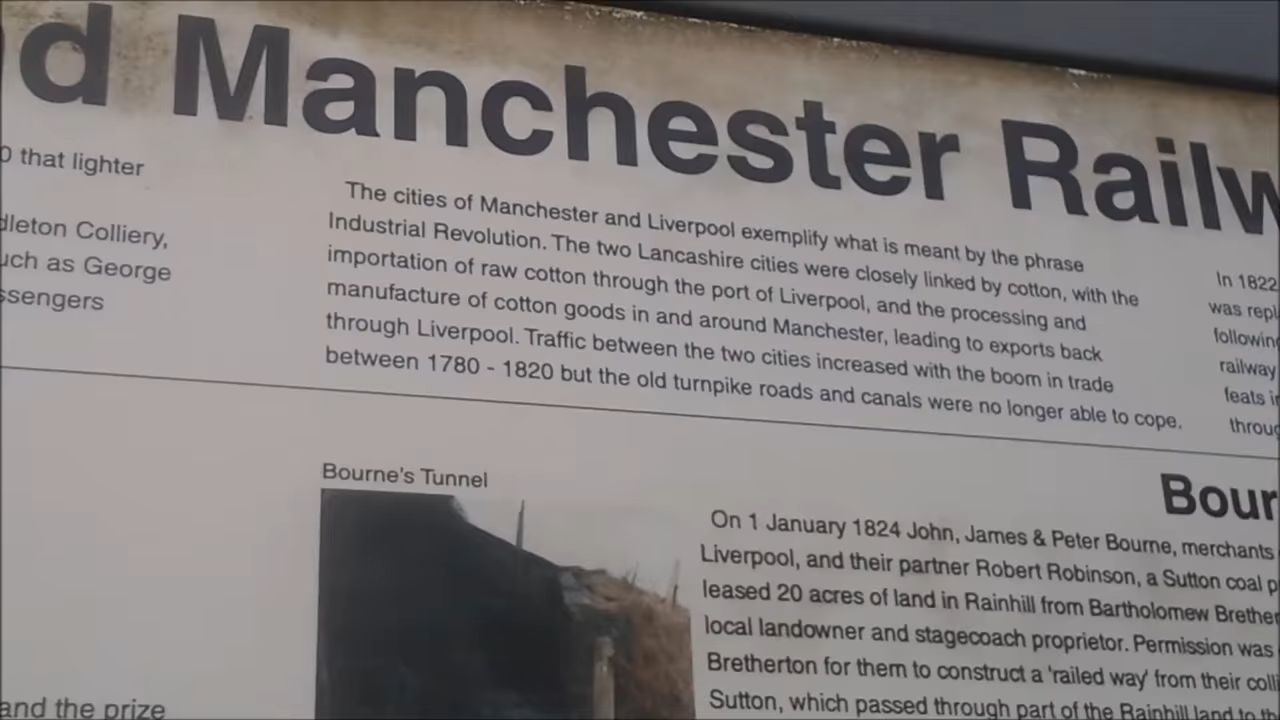 d Manchester Railw
0 that lighter
dleton Colliery,
uch as George
ssengers
The cities of Manchester and Liverpool exemplify what is meant by the phrase
Industrial Revolution. The two Lancashire cities were closely linked by cotton, with the
importation of raw cotton through the port of Liverpool, and the processing and
manufacture of cotton goods in and around Manchester, leading to exports back
through Liverpool. Traffic between the two cities increased with the boom in trade
between 1780 - 1820 but the old turnpike roads and canals were no longer able to cope.
In 1822
was repl
following
railway
feats i
throug
Bourne's Tunnel
Bour
On 1 January 1824 John, James & Peter Bourne, merchants
Liverpool, and their partner Robert Robinson, a Sutton coal p
leased 20 acres of land in Rainhill from Bartholomew Brether
local landowner and stagecoach proprietor. Permission was
Bretherton for them to construct a 'railed way' from their colli
Sutton, which passed through part of the Rainhill land to th
and the prize